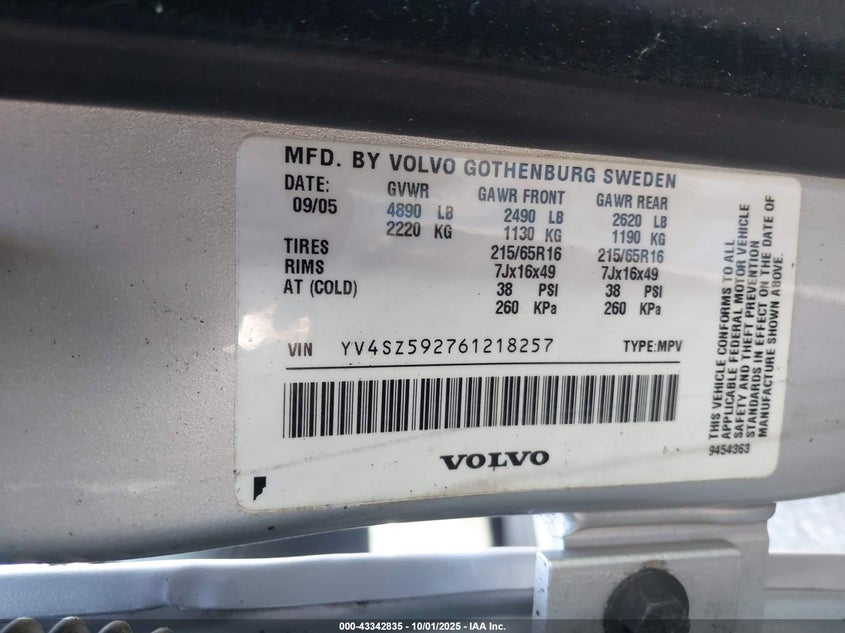 MFD. BY VOLVO GOTHENBURG SWEDEN
DATE: GVWR GAWR FRONT GAWR REAR
09/05 4890 LB 2490 LB 2620 LB
2220 KG 1130 KG 1190 KG
TIRES 215/65R16 215/65R16
RIMS 7Jx16x49 7Jx16x49
AT (COLD) 38 PSI 38 PSI
260 KPa 260 KPa
VIN YV4SZ592761218257 TYPE:MPV
VOLVO
THIS VEHICLE CONFORMS TO ALL
APPLICABLE FEDERAL MOTOR VEHICLE
SAFETY AND THEFT PREVENTION
STANDARDS IN EFFECT ON THE DATE OF
MANUFACTURE SHOWN ABOVE.
9454363
000-43342835 - 10/01/2025 - IAA Inc.